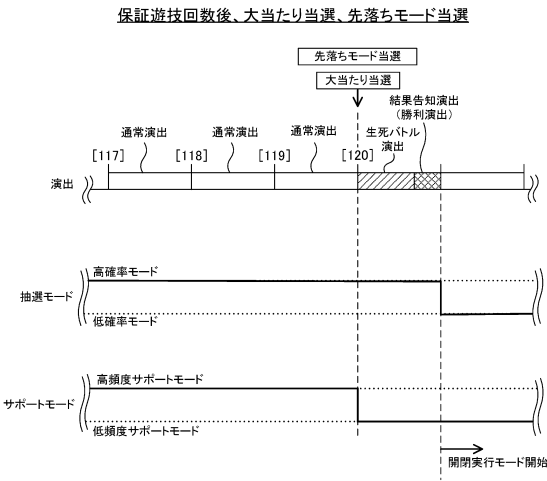 保証遊技回数後、大当たり当選、先落ちモード当選
先落ちモード当選
大当たり当選
結果告知演出
(勝利演出)
通常演出
通常演出
通常演出
生死バトル
演出
[117]
[118]
[119]
[120]
演出
高確率モード
抽選モード
低確率モード
高頻度サポートモード
サポートモード
低頻度サポートモード
開閉実行モード開始